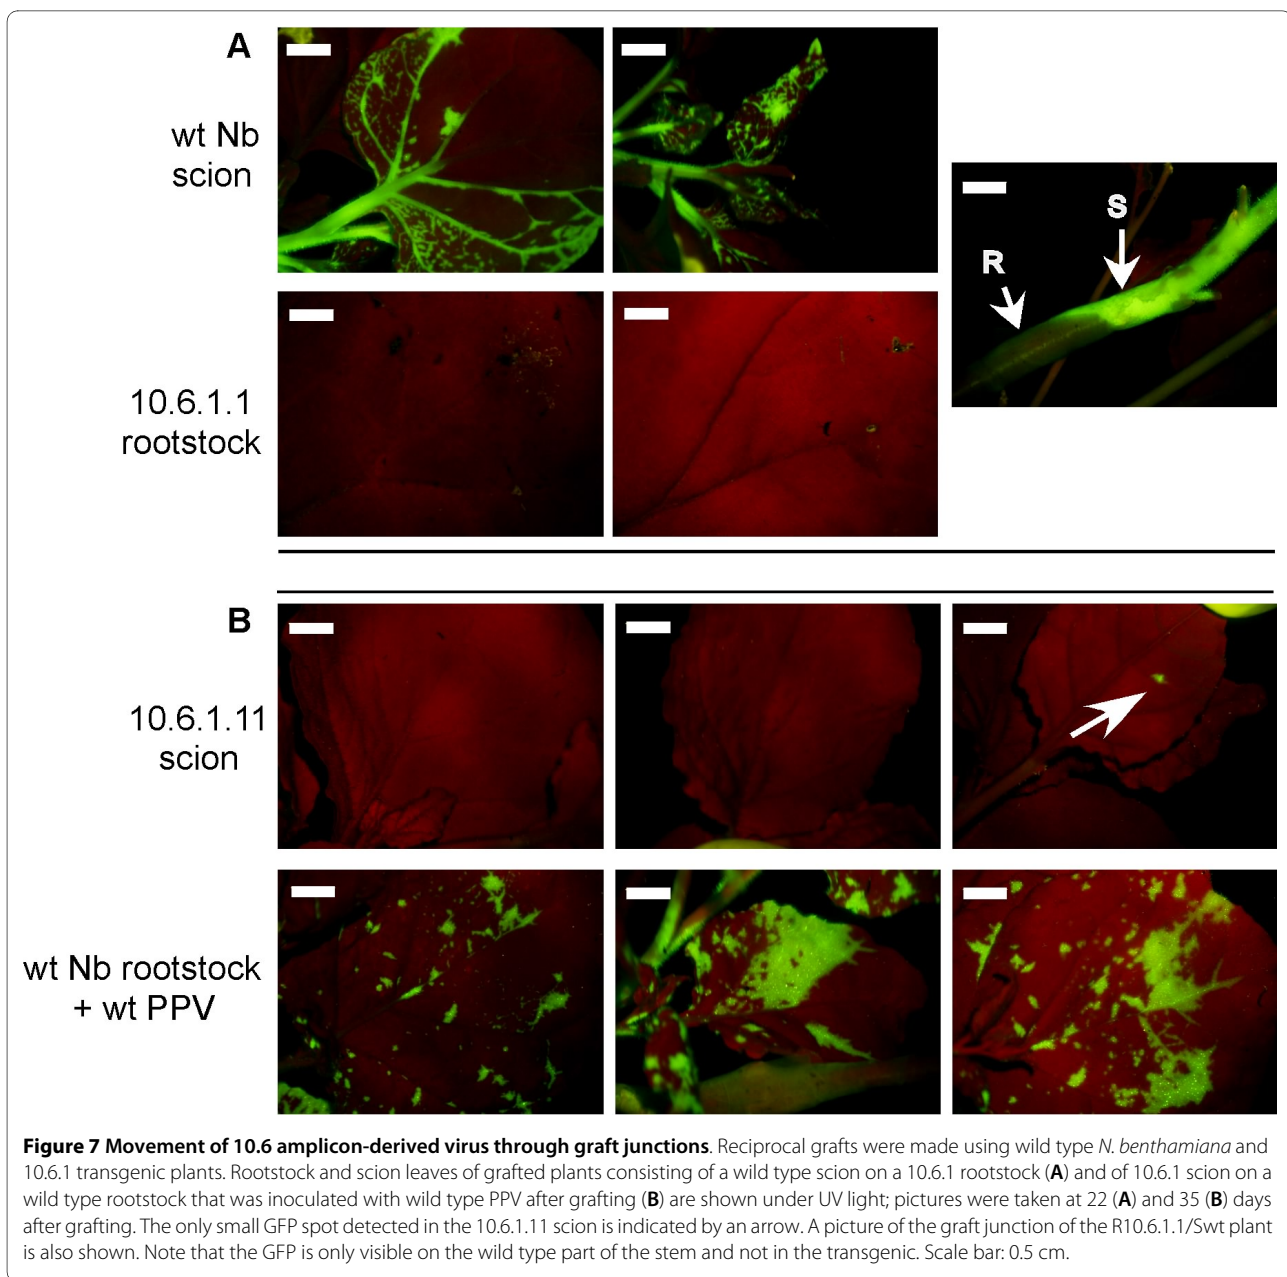 A
wt Nb
scion
S
R
10.6.1.1
rootstock
B
10.6.1.11
scion
wt Nb rootstock
+ wt PPV
Figure 7 Movement of 10.6 amplicon-derived virus through graft junctions. Reciprocal grafts were made using wild type N. benthamiana and
10.6.1 transgenic plants. Rootstock and scion leaves of grafted plants consisting of a wild type scion on a 10.6.1 rootstock (A) and of 10.6.1 scion on a
wild type rootstock that was inoculated with wild type PPV after grafting (B) are shown under UV light; pictures were taken at 22 (A) and 35 (B) days
after grafting. The only small GFP spot detected in the 10.6.1.11 scion is indicated by an arrow. A picture of the graft junction of the R10.6.1.1/Swt plant
is also shown. Note that the GFP is only visible on the wild type part of the stem and not in the transgenic. Scale bar: 0.5 cm.